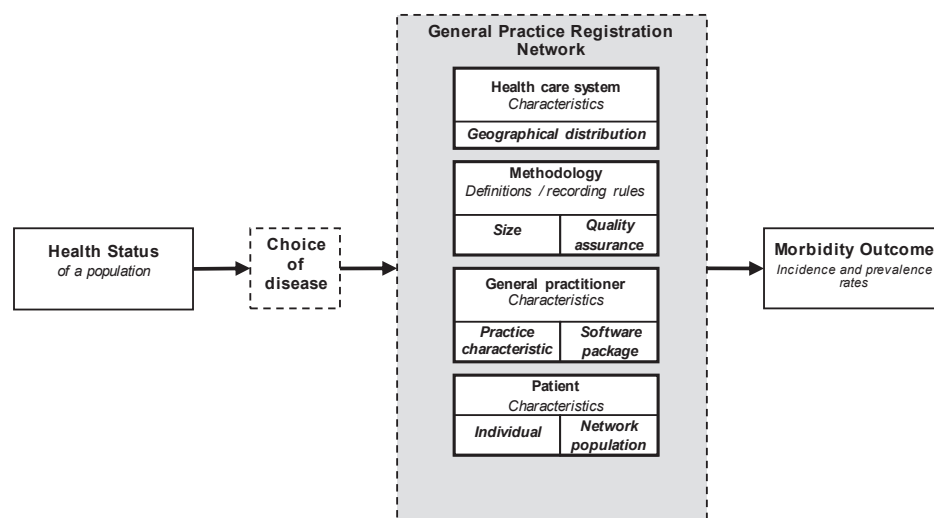 General Practice Registration
Network
Health care system
Characteristics
Geographical distribution
Methodology
Definitions / recording rules
Size
Quality
assurance
Health Status
of a population
Choice
of
disease
General practitioner
Characteristics
Practice
characteristic
Software
package
Patient
Characteristics
Individual
Network
population
Morbidity Outcome
Incidence and prevalence
rates